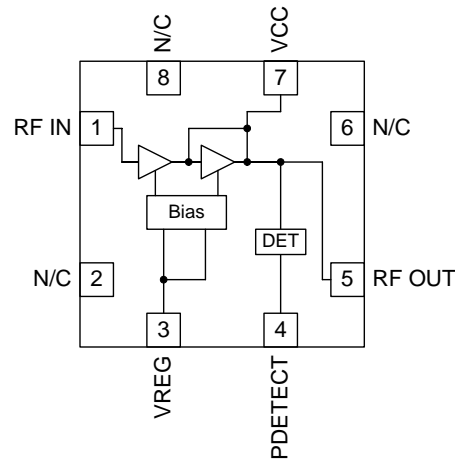 N/C
VCC
8
7
RF IN
1
6
N/C
Bias
DET
N/C
2
5
RF OUT
3
4
VREG
PDETECT